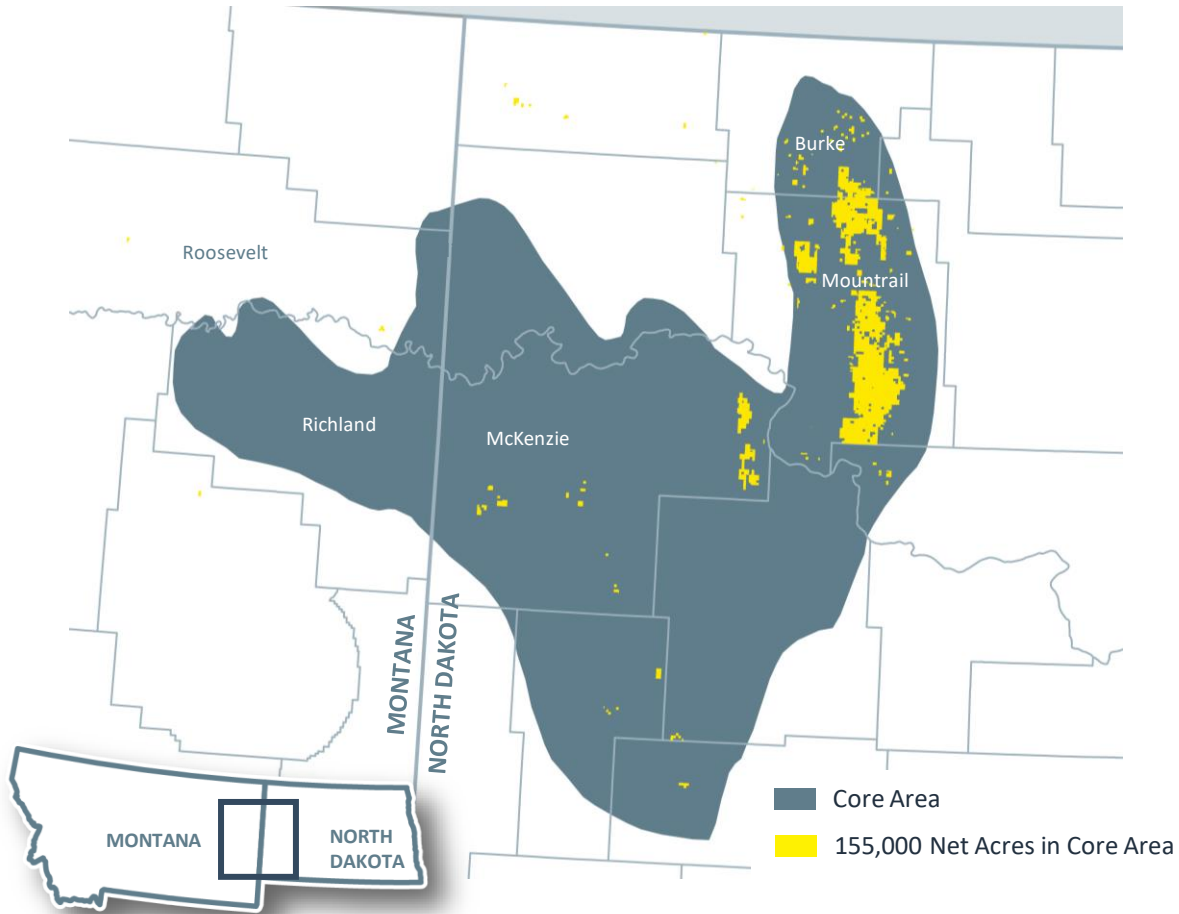 Burke
Roosevelt
Mountrail
Richland
McKenzie
MONTANA
NORTH DAKOTA
MONTANA
NORTH
DAKOTA
Core Area
155,000 Net Acres in Core Area